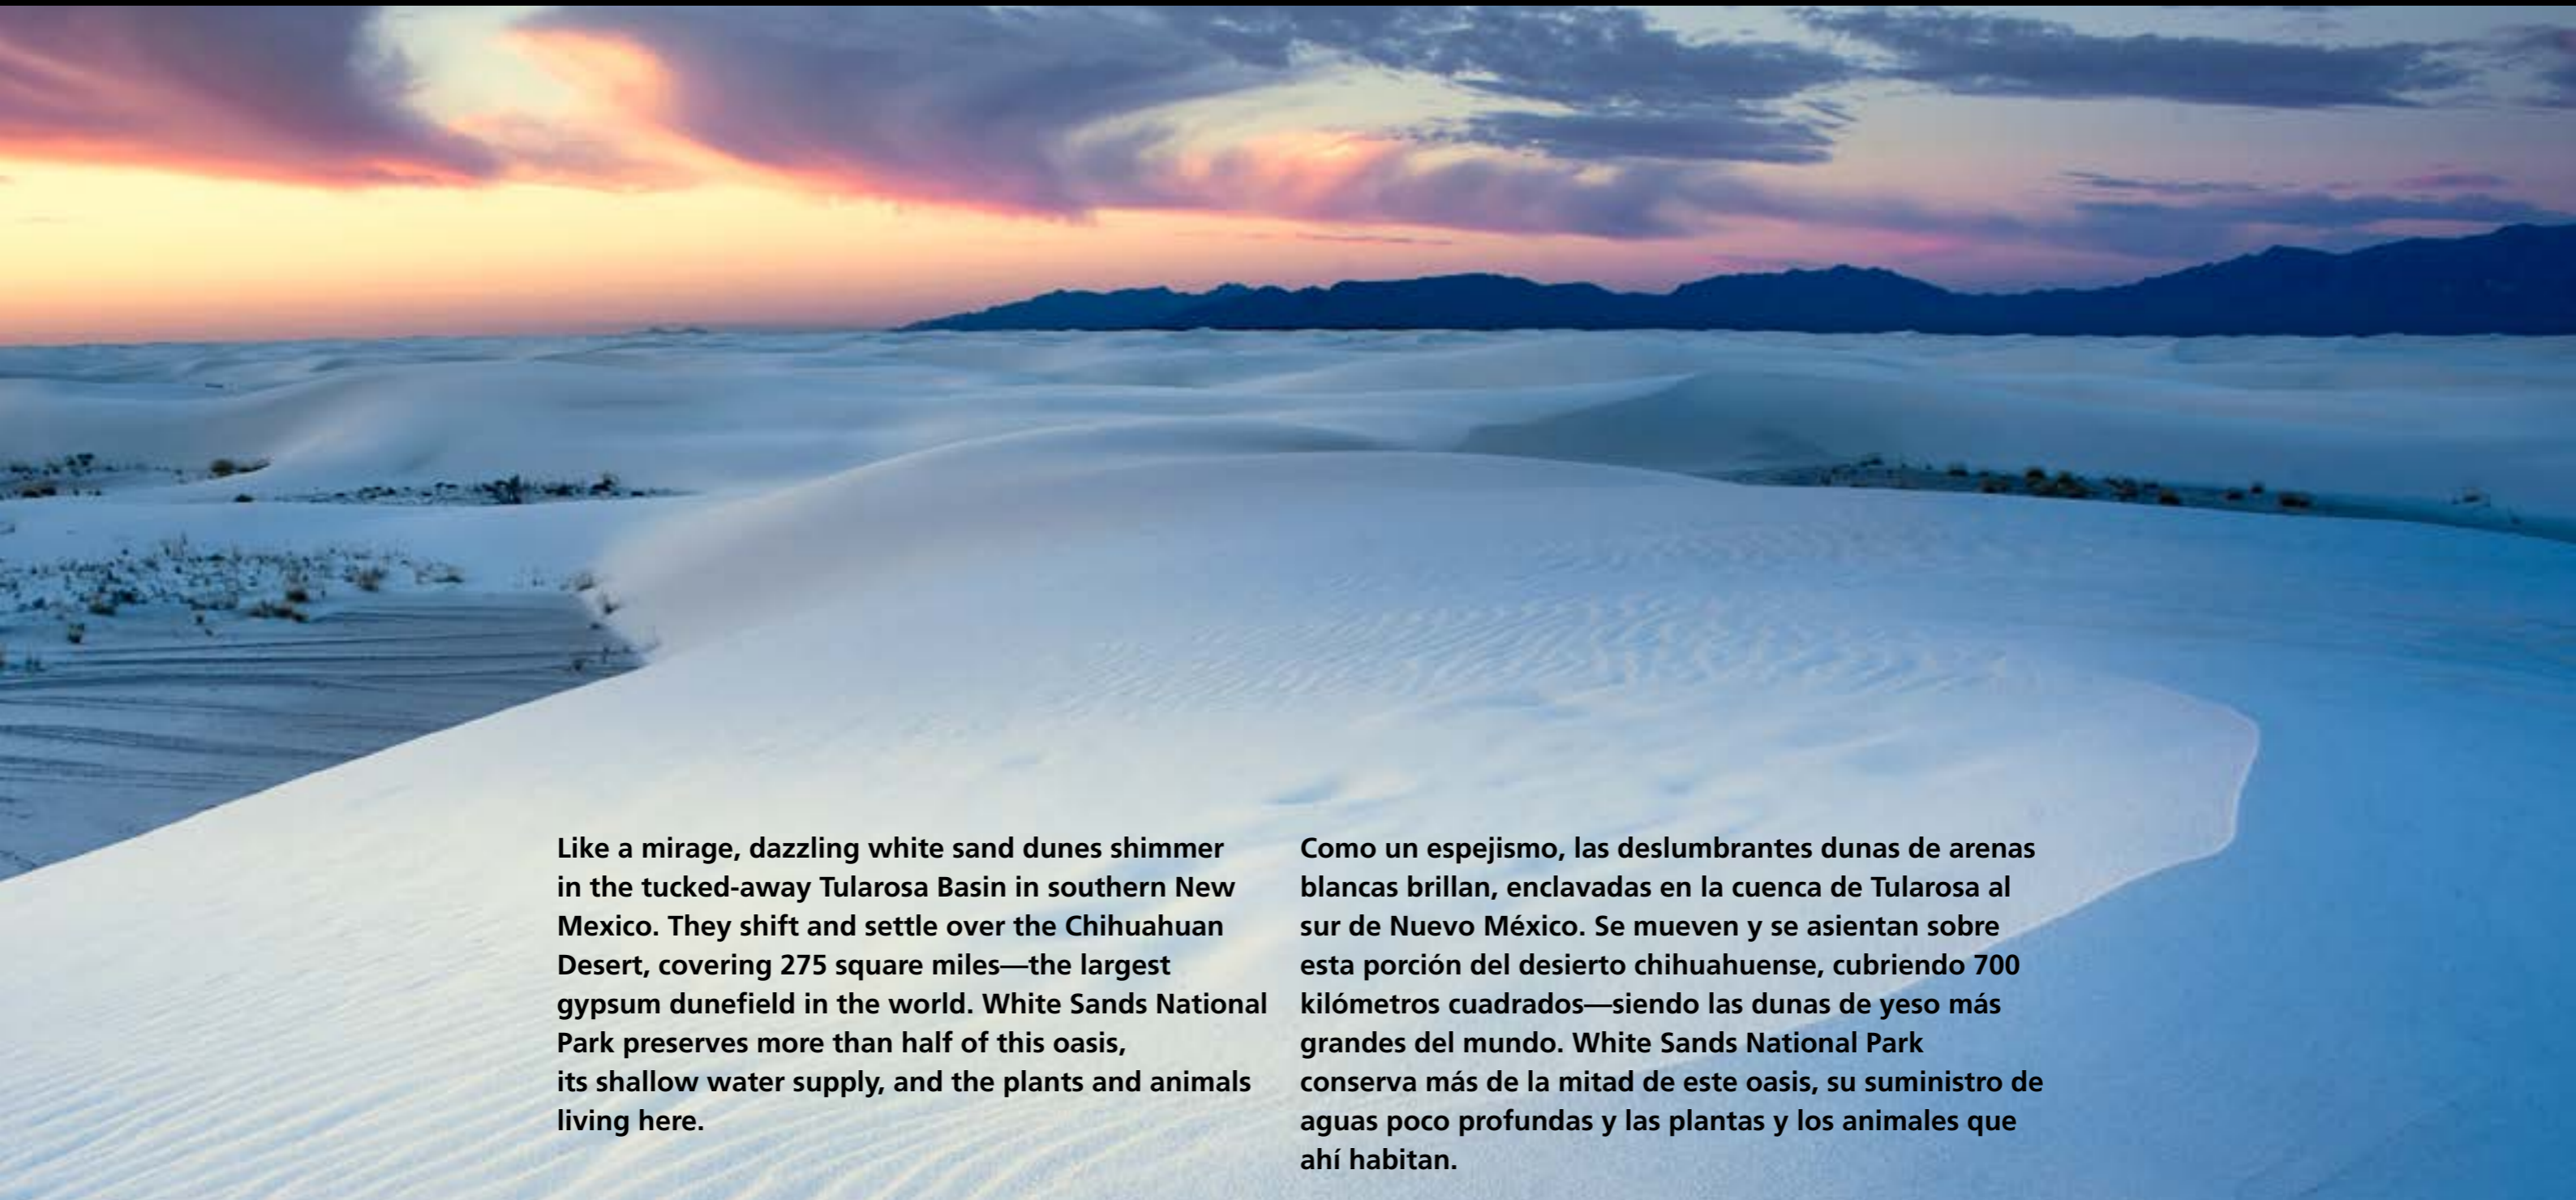 Like a mirage, dazzling white sand dunes shimmer
in the tucked-away Tularosa Basin in southern New
Mexico. They shift and settle over the Chihuahuan
Desert, covering 275 square miles—the largest
gypsum dunefield in the world. White Sands National
Park preserves more than half of this oasis,
its shallow water supply, and the plants and animals
living here.
Como un espejismo, las deslumbrantes dunas de arenas
blancas brillan, enclavadas en la cuenca de Tularosa al
sur de Nuevo México. Se mueven y se asientan sobre
esta porción del desierto chihuahuense, cubriendo 700
kilómetros cuadrados—siendo las dunas de yeso más
grandes del mundo. White Sands National Park
conserva más de la mitad de este oasis, su suministro de
aguas poco profundas y las plantas y los animales que
ahí habitan.